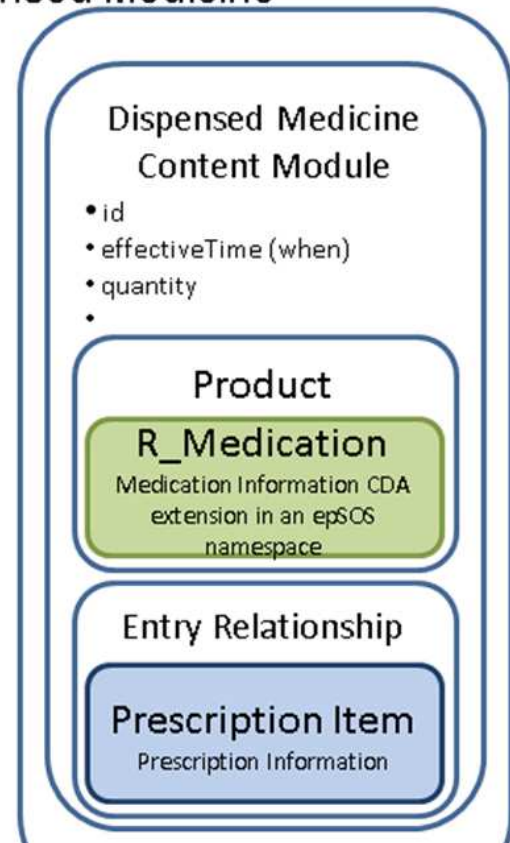 Dispensed Medicine
Content Module
• id
• effectiveTime (when)
• quantity
•
Product
R_Medication
Medication Information CDA
extension in an epSOS
namespace
Entry Relationship
Prescription Item
Prescription Information